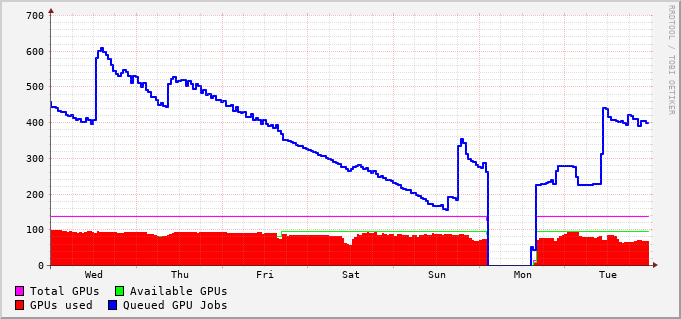 700
600
500
400
300
200
100
0
Wed Thu Fri Sat Sun Mon Tue
Total GPUs Available GPUs
GPUs used Queued GPU Jobs
RRDTOOL / TOBI OETIKER